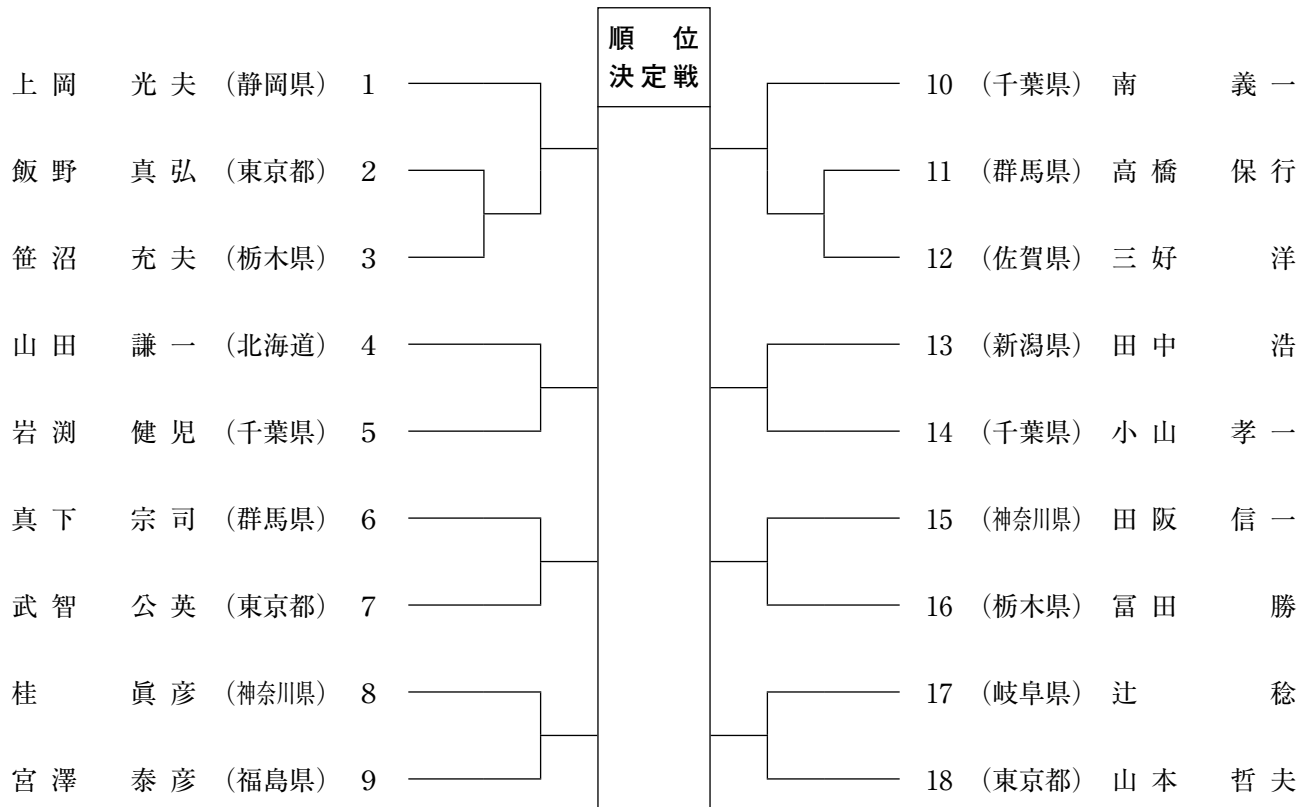 順位
決定戦
上岡 光夫 （静岡県） 1
飯野 真弘 （東京都） 2
笹沼 充夫 （栃木県） 3
山田 謙一 （北海道） 4
岩渕 健児 （千葉県） 5
真下 宗司 （群馬県） 6
武智 公英 （東京都） 7
桂 眞彦 （神奈川県） 8
宮澤 泰彦 （福島県） 9
10 （千葉県） 南 義一
11 （群馬県） 高橋 保行
12 （佐賀県） 三好 洋
13 （新潟県） 田中 浩
14 （千葉県） 小山 孝一
15 （神奈川県） 田阪 信一
16 （栃木県） 冨田 勝
17 （岐阜県） 辻 稔
18 （東京都） 山本 哲夫